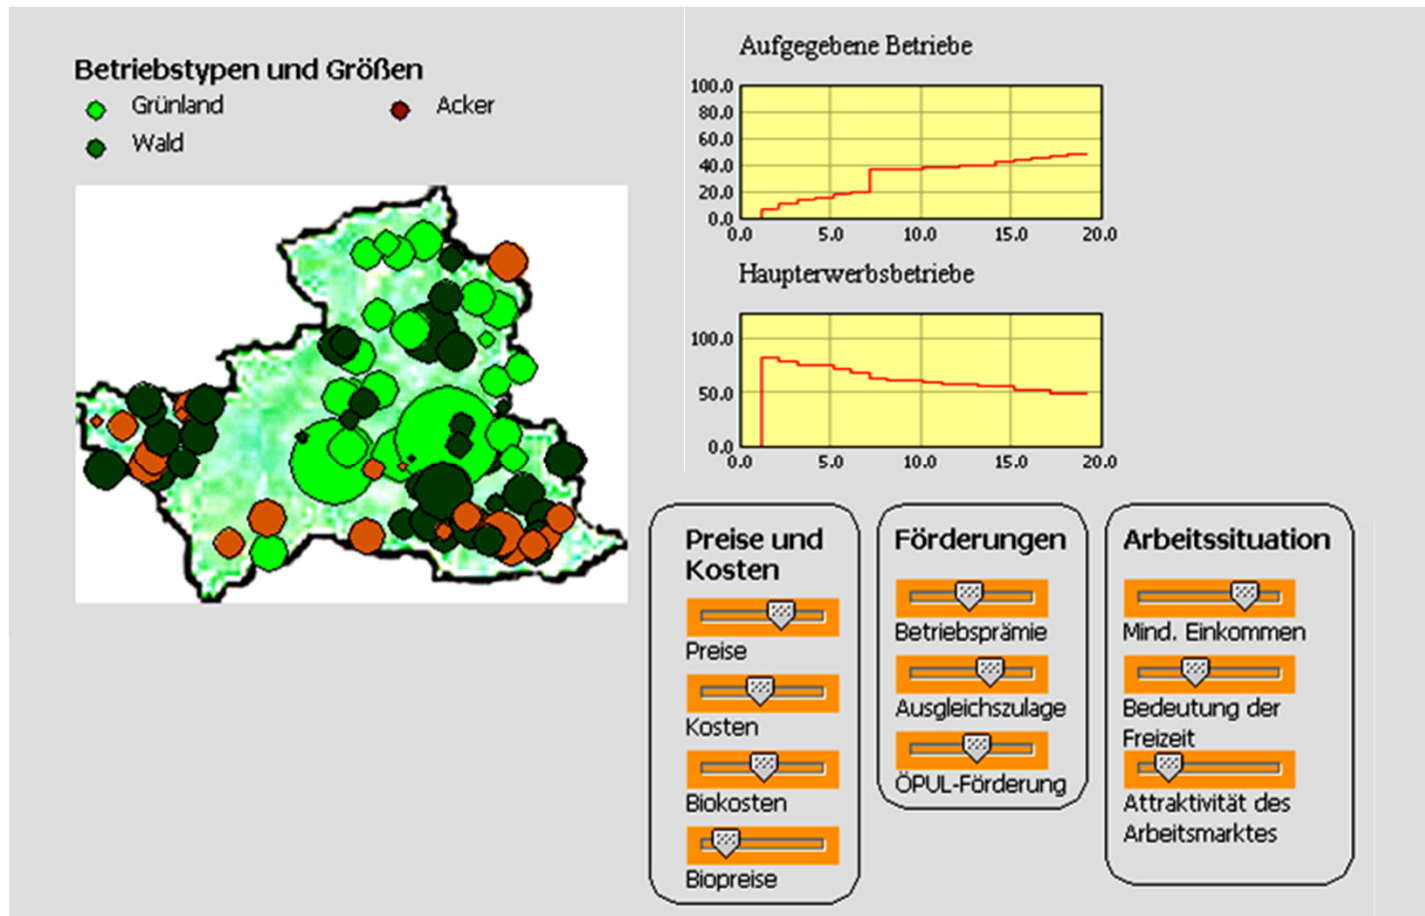 Betriebstypen und Größen
Grünland
Acker
Wald
Aufgegebene Betriebe
100.0
80.0
60.0
40.0
20.0
0.0
0.0 5.0 10.0 15.0 20.0
Haupterwerbsbetriebe
100.0
50.0
0.0
0.0 5.0 10.0 15.0 20.0
Preise und
Kosten
Preise
Kosten
Biokosten
Biopreise
Förderungen
Betriebsprämie
Ausgleichszulage
ÖPUL-Förderung
Arbeitssituation
Mind. Einkommen
Bedeutung der
Freizeit
Attraktivität des
Arbeitsmarktes